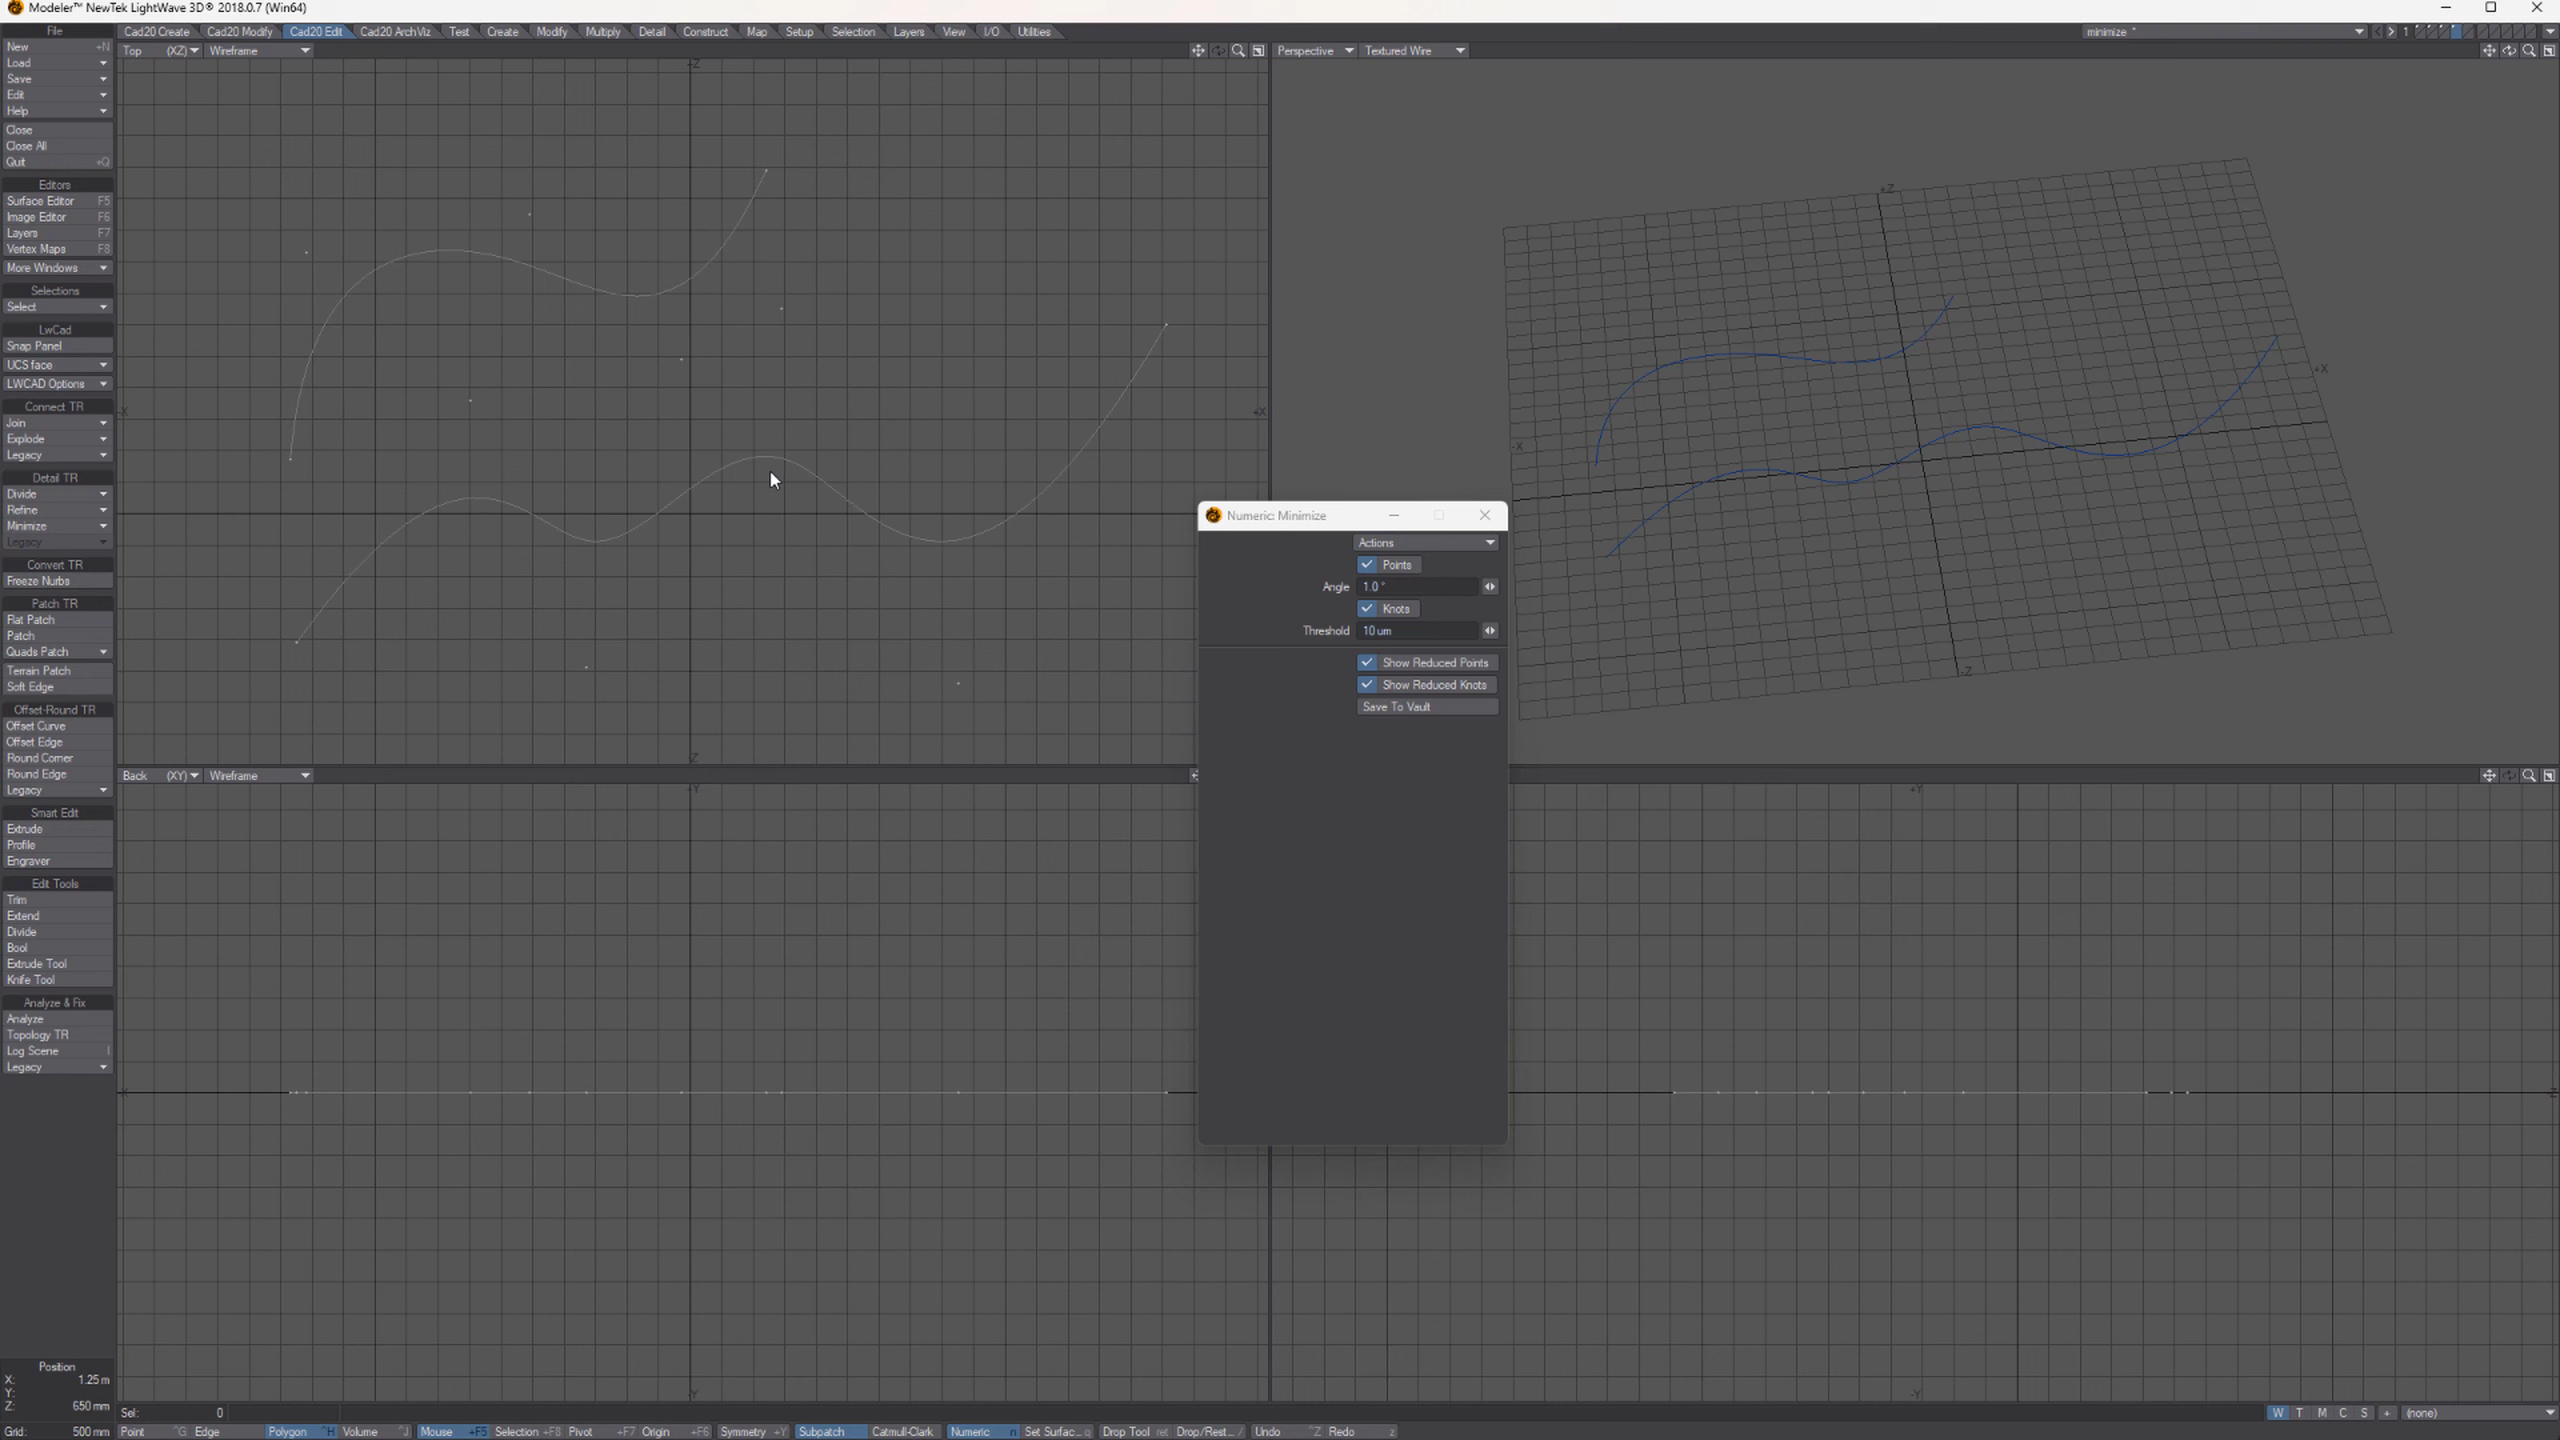 Modeler™ NewTek LightWave 3D® 2018.0.7 (Win64)
File
New +N
Load
Save
Edit
Help
Close
Close All
Quit +Q
Editors
Surface Editor F5
Image Editor F6
Layers F7
Vertex Maps F8
More Windows
Selections
Select
LwCad
Snap Panel
UCS face
LWCAD Options
Connect TR
Join
Explode
Legacy
Detail TR
Divide
Refine
Minimize
Legacy
Convert TR
Freeze Nurbs
Patch TR
Flat Patch
Patch
Quads Patch
Terrain Patch
Soft Edge
Offset-Round TR
Offset Curve
Offset Edge
Round Corner
Round Edge
Legacy
Smart Edit
Extrude
Profile
Engraver
Edit Tools
Trim
Extend
Divide
Bool
Extrude Tool
Knife Tool
Analyze & Fix
Analyze
Topology TR
Log Scene l
Legacy
Position
X: 1.25 m
Y:
Z: 650 mm
Grid: 500 mm
Cad20 Create Cad20 Modify Cad20 Edit Cad20 ArchViz Test Create Modify Multiply Detail Construct Map Setup Selection Layers View I/O Utilities
minimize * 1
Top (XZ) Wireframe
Perspective Textured Wire
+Z
-X
+X
-Z
+Z
+X
-X
-Z
Numeric: Minimize
Actions
Points
Angle 1.0 °
Knots
Threshold 10 um
Show Reduced Points
Show Reduced Knots
Save To Vault
Back (XY) Wireframe
+Y
-Y
+Y
-Y
Sel: 0
W T M C S + (none)
Point ^G Edge Polygon ^H Volume ^J Mouse +F5 Selection +F8 Pivot +F7 Origin +F6 Symmetry +Y Subpatch Catmull-Clark Numeric n Set Surfac... q Drop Tool ret Drop/Rest... / Undo ^Z Redo z